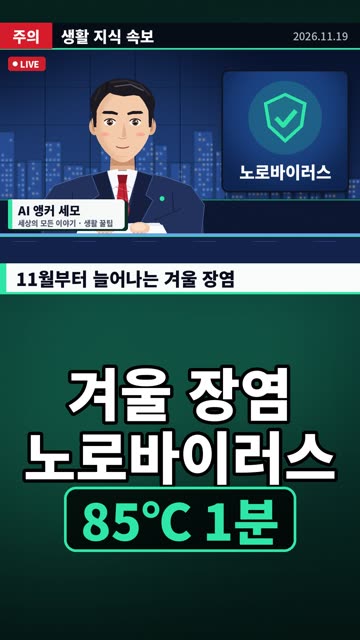 주의 생활 지식 속보 2026.11.19
LIVE
노로바이러스
AI 앵커 세모
세상의 모든 이야기 · 생활 꿀팁
11월부터 늘어나는 겨울 장염
겨울 장염
노로바이러스
85℃ 1분